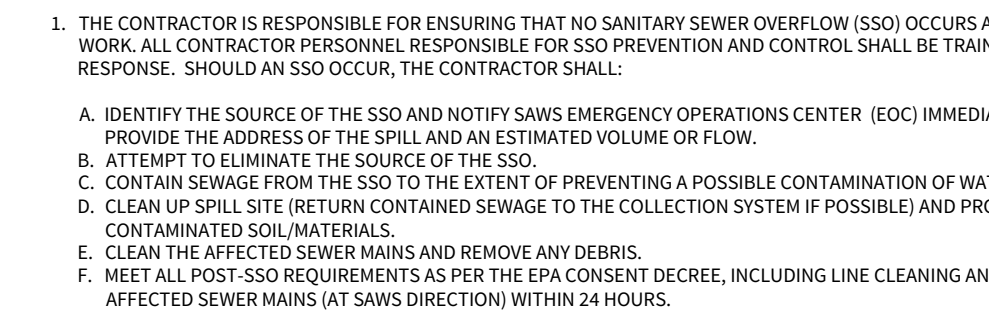 1. THE CONTRACTOR IS RESPONSIBLE FOR ENSURING THAT NO SANITARY SEWER OVERFLOW (SSO) OCCURS
WORK. ALL CONTRACTOR PERSONNEL RESPONSIBLE FOR SSO PREVENTION AND CONTROL SHALL BE
RESPONSE. SHOULD AN SSO OCCUR, THE CONTRACTOR SHALL:
A. IDENTIFY THE SOURCE OF THE SSO AND NOTIFY SAWS EMERGENCY OPERATIONS CENTER (EOC)
PROVIDE THE ADDRESS OF THE SPILL AND AN ESTIMATED VOLUME OR FLOW.
B. ATTEMPT TO ELIMINATE THE SOURCE OF THE SSO.
C. CONTAIN SEWAGE FROM THE SSO TO THE EXTENT OF PREVENTING A POSSIBLE CONTAMINATION OF
D. CLEAN UP SPILL SITE (RETURN CONTAINED SEWAGE TO THE COLLECTION SYSTEM IF POSSIBLE) AND
CONTAMINATED SOIL/MATERIALS.
E. CLEAN THE AFFECTED SEWER MAINS AND REMOVE ANY DEBRIS.
F. MEET ALL POST-SSO REQUIREMENTS AS PER THE EPA CONSENT DECREE, INCLUDING LINE CLEANING
AFFECTED SEWER MAINS (AT SAWS DIRECTION) WITHIN 24 HOURS.